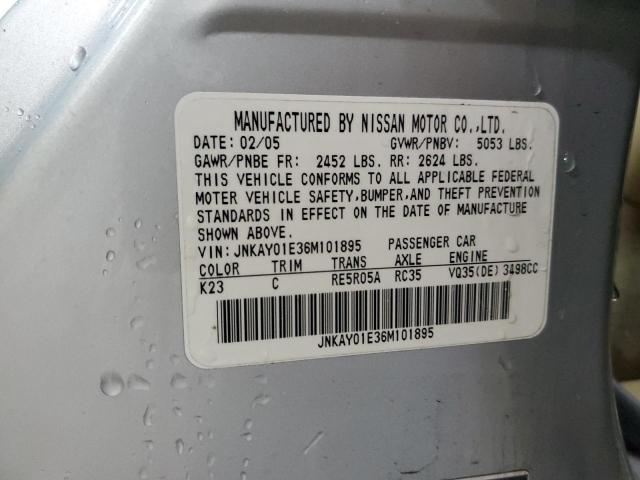 MANUFACTURED BY NISSAN MOTOR CO.,LTD.
DATE: 02/05 GVWR/PNBV: 5053 LBS.
GAWR/PNBE FR: 2452 LBS. RR: 2624 LBS.
THIS VEHICLE CONFORMS TO ALL APPLICABLE FEDERAL
MOTOR VEHICLE SAFETY,BUMPER,AND THEFT PREVENTION
STANDARDS IN EFFECT ON THE DATE OF MANUFACTURE
SHOWN ABOVE.
VIN: JNKAY01E36M101895 PASSENGER CAR
COLOR TRIM TRANS AXLE ENGINE
K23 C RE5R05A RC35 VQ35(DE) 3498CC
JNKAY01E36M101895